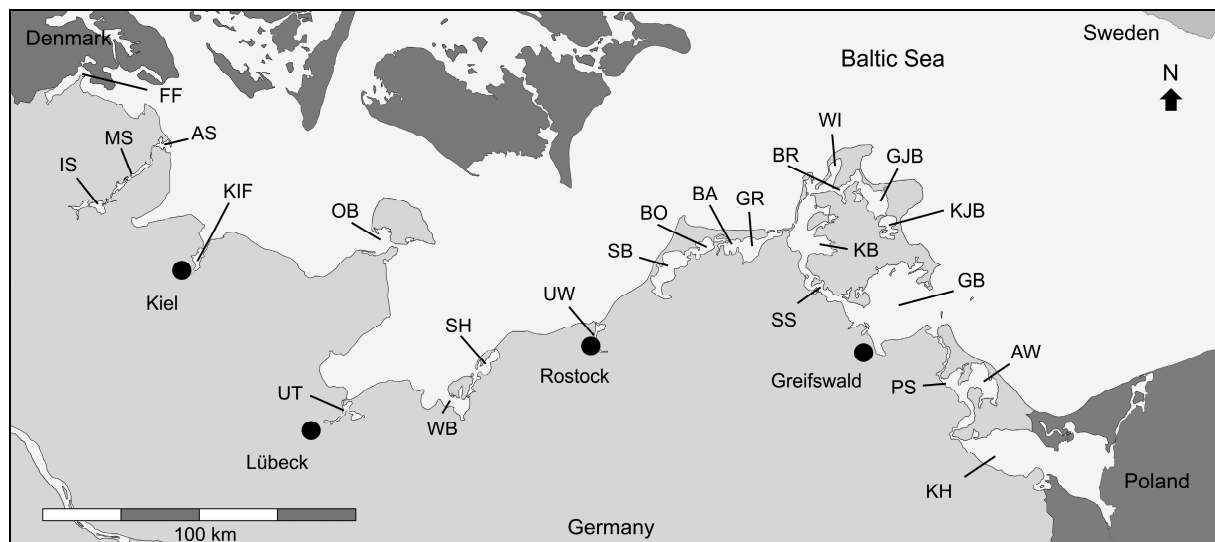 Denmark
Sweden
Baltic Sea
N
FF
MS
AS
IS
KIF
OB
WI
BR
GJB
BA
GR
BO
KJB
SB
KB
GB
UW
SS
SH
Kiel
Rostock
Greifswald
AW
PS
UT
WB
Lübeck
KH
Poland
100 km
Germany